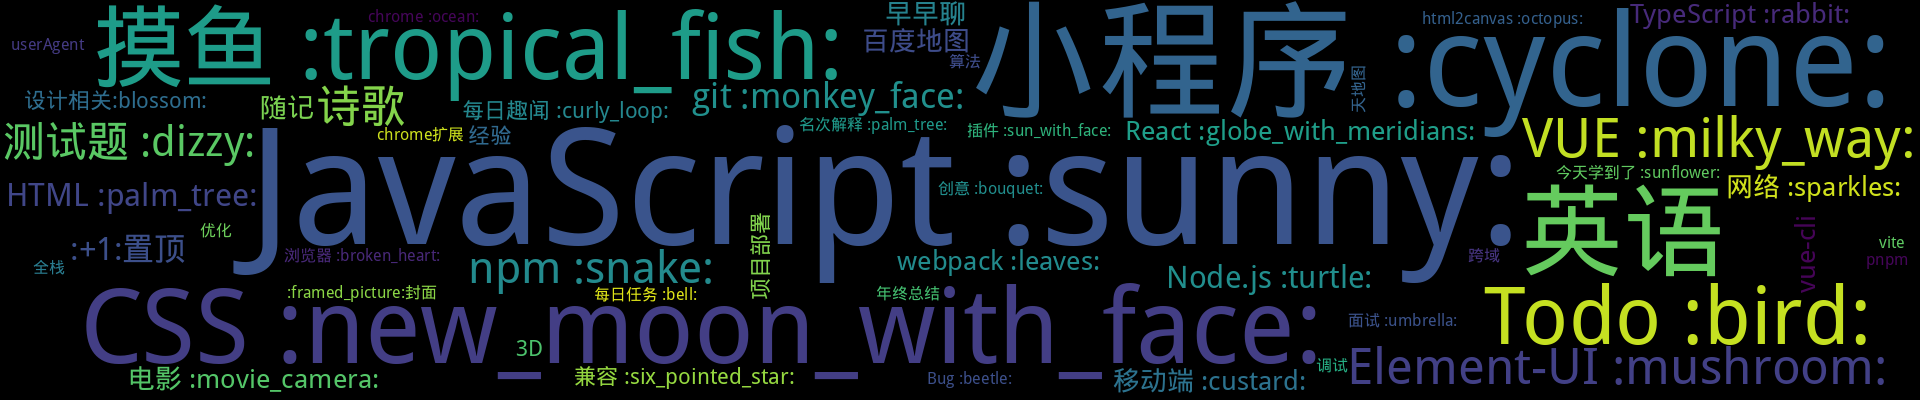 chrome :ocean:
userAgent
摸鱼 :tropical_fish:
早早聊
百度地图
算法
小程序 :cyclone:
html2canvas :octopus:
TypeScript :rabbit:
天地图
设计相关:blossom:
随记
诗歌
每日趣闻 :curly_loop:
git :monkey_face:
测试题 :dizzy:
chrome扩展
经验
名次解释 :palm_tree:
插件 :sun_with_face:
React :globe_with_meridians:
VUE :milky_way:
JavaScript :sunny:
今天学到了 :sunflower:
HTML :palm_tree:
创意 :bouquet:
英语
网络 :sparkles:
优化
:+1:置顶
全栈
浏览器 :broken_heart:
npm :snake:
项目部署
webpack :leaves:
Node.js :turtle:
跨域
vue-cli
vite
pnpm
:framed_picture:封面
每日任务 :bell:
年终总结
CSS :new_moon_with_face:
面试 :umbrella:
Todo :bird:
3D
电影 :movie_camera:
兼容 :six_pointed_star:
Bug :beetle:
移动端 :custard:
调试
Element-UI :mushroom: